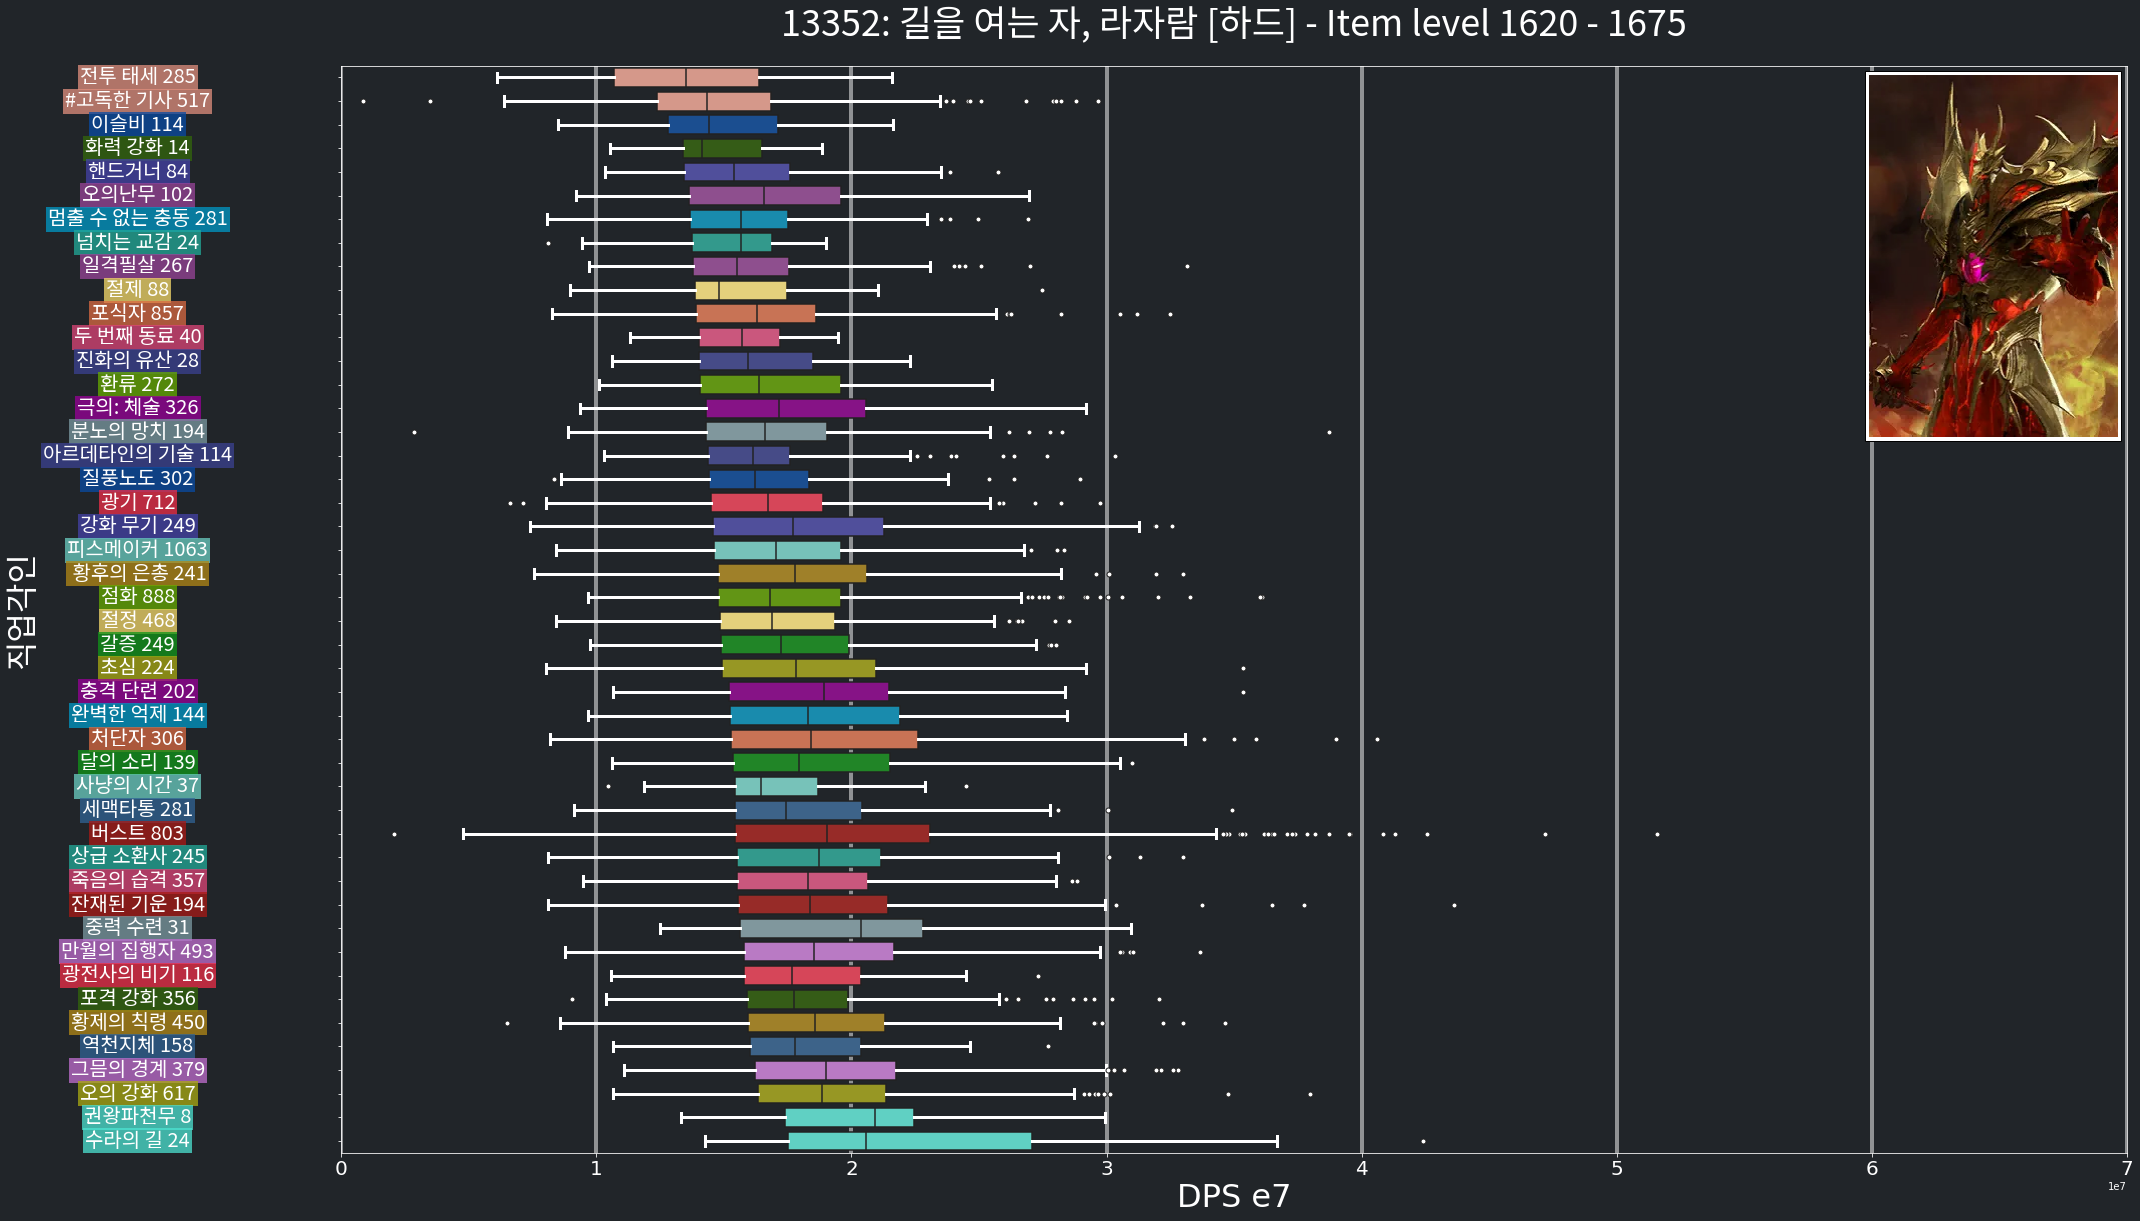 13352: 길을 여는 자, 라자람 [하드] - Item level 1620 - 1675
전투 태세 285
#고독한 기사 517
이슬비 114
화력 강화 14
핸드거너 84
오의난무 102
멈출 수 없는 충동 281
넘치는 교감 24
일격필살 267
절제 88
포식자 857
두 번째 동료 40
진화의 유산 28
환류 272
극의: 체술 326
분노의 망치 194
아르데타인의 기술 114
질풍노도 302
광기 712
강화 무기 249
피스메이커 1063
황후의 은총 241
점화 888
절정 468
갈증 249
초심 224
충격 단련 202
완벽한 억제 144
처단자 306
달의 소리 139
사냥의 시간 37
세맥타통 281
버스트 803
상급 소환사 245
죽음의 습격 357
잔재된 기운 194
중력 수련 31
만월의 집행자 493
광전사의 비기 116
포격 강화 356
황제의 칙령 450
역천지체 158
그믐의 경계 379
오의 강화 617
권왕파천무 8
수라의 길 24
직업각인
0 1 2 3 4 5 6 7
DPS e7
1e7